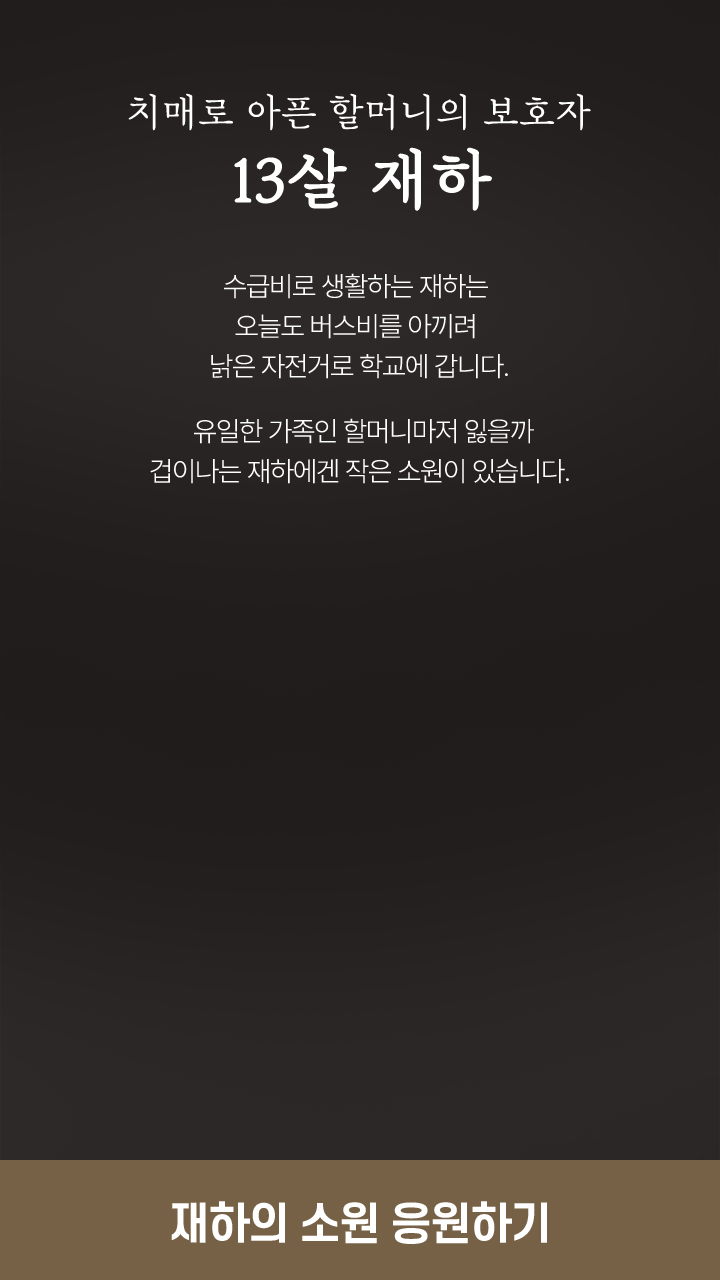 치매로 아픈 할머니의 보호자
13살 재하
수급비로 생활하는 재하는
오늘도 버스비를 아끼려
낡은 자전거로 학교에 갑니다.
유일한 가족인 할머니마저 잃을까
겁이나는 재하에겐 작은 소원이 있습니다.
재하의 소원 응원하기